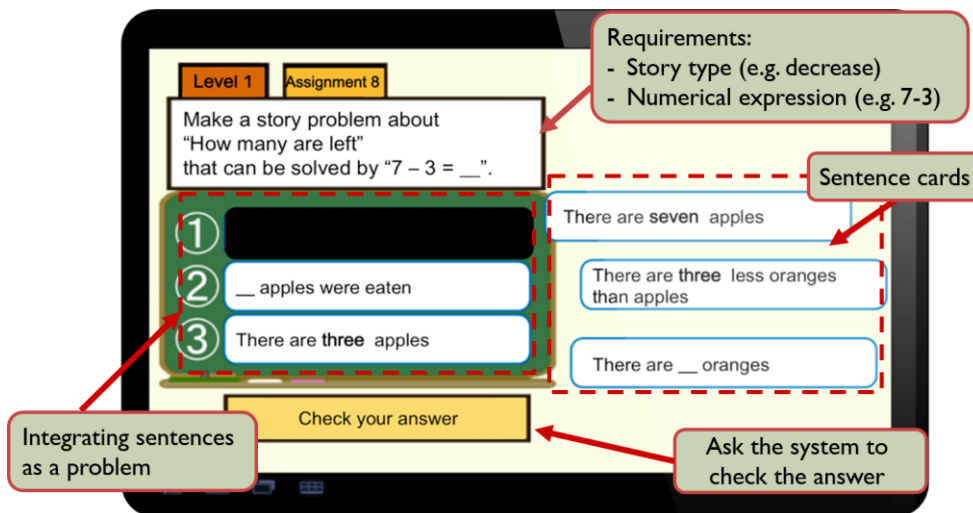 Requirements:
- Story type (e.g. decrease)
- Numerical expression (e.g. 7-3)
Level 1
Assignment 8
Make a story problem about
“How many are left”
that can be solved by “7 – 3 = __”.
Sentence cards
1
There are seven apples
2
__ apples were eaten
There are three less oranges
than apples
3
There are three apples
There are __ oranges
Check your answer
Integrating sentences
as a problem
Ask the system to
check the answer